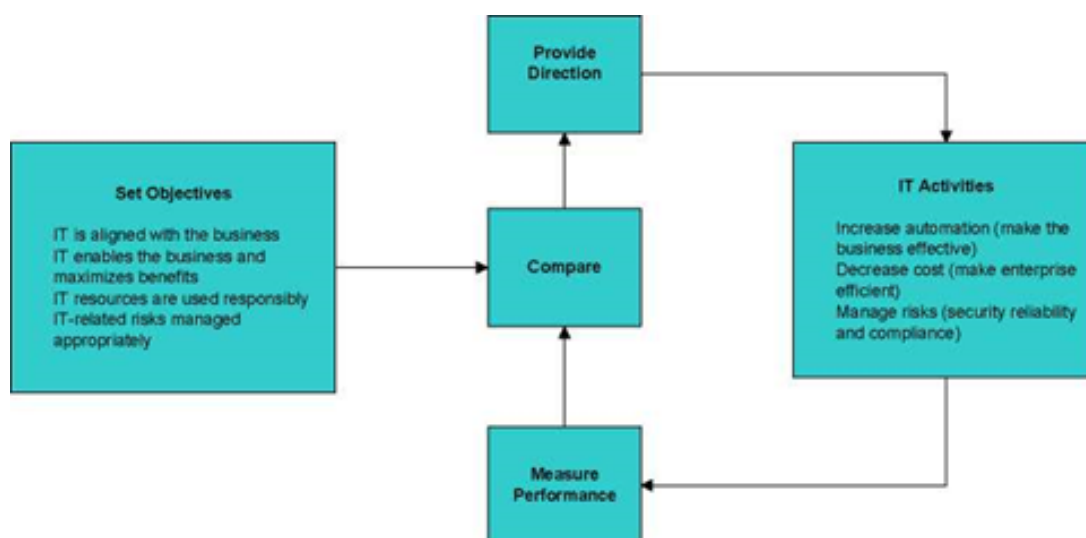 Provide
Direction
Set Objectives
IT is aligned with the business
IT enables the business and
maximizes benefits
IT resources are used responsibly
IT-related risks managed
appropriately
Compare
IT Activities
Increase automation (make the
business effective)
Decrease cost (make enterprise
efficient)
Manage risks (security reliability
and compliance)
Measure
Performance